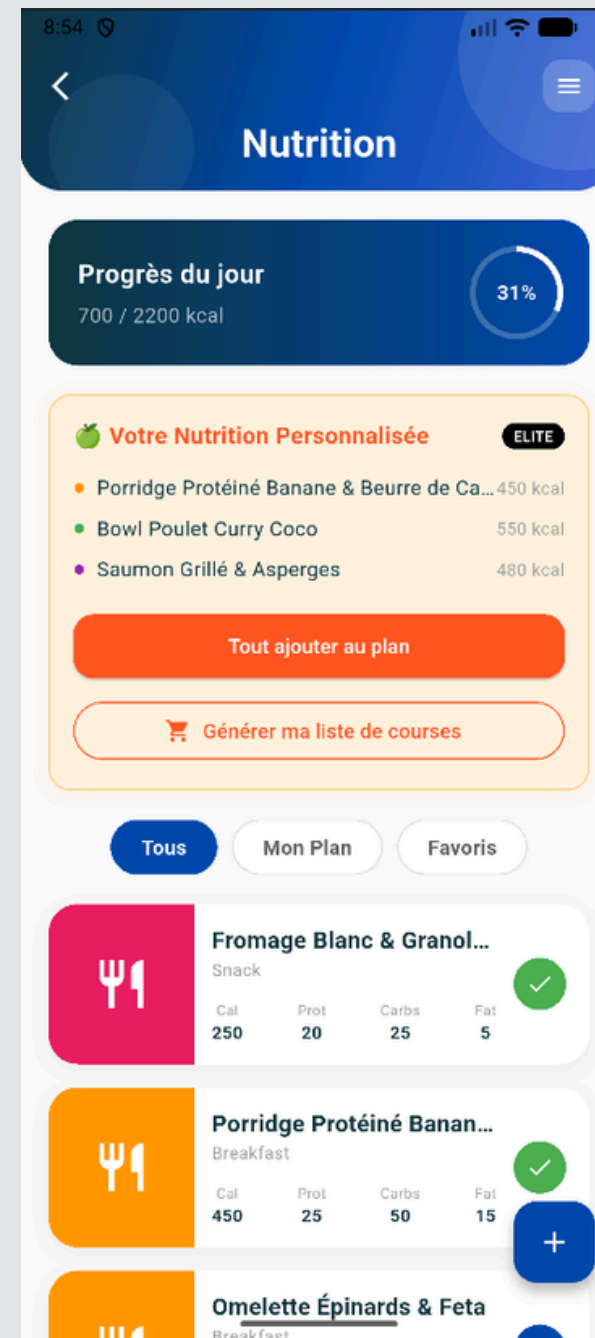 8:54
Nutrition
Progrès du jour
700 / 2200 kcal
31%
Votre Nutrition Personnalisée ELITE
Porridge Protéiné Banane & Beurre de Ca... 450 kcal
Bowl Poulet Curry Coco 550 kcal
Saumon Grillé & Asperges 480 kcal
Tout ajouter au plan
Générer ma liste de courses
Tous Mon Plan Favoris
Fromage Blanc & Granol...
Snack
Cal Prot Carbs Fat
250 20 25 5
Porridge Protéiné Banan...
Breakfast
Cal Prot Carbs Fat
450 25 50 15
Omelette Épinards & Feta
Breakfast